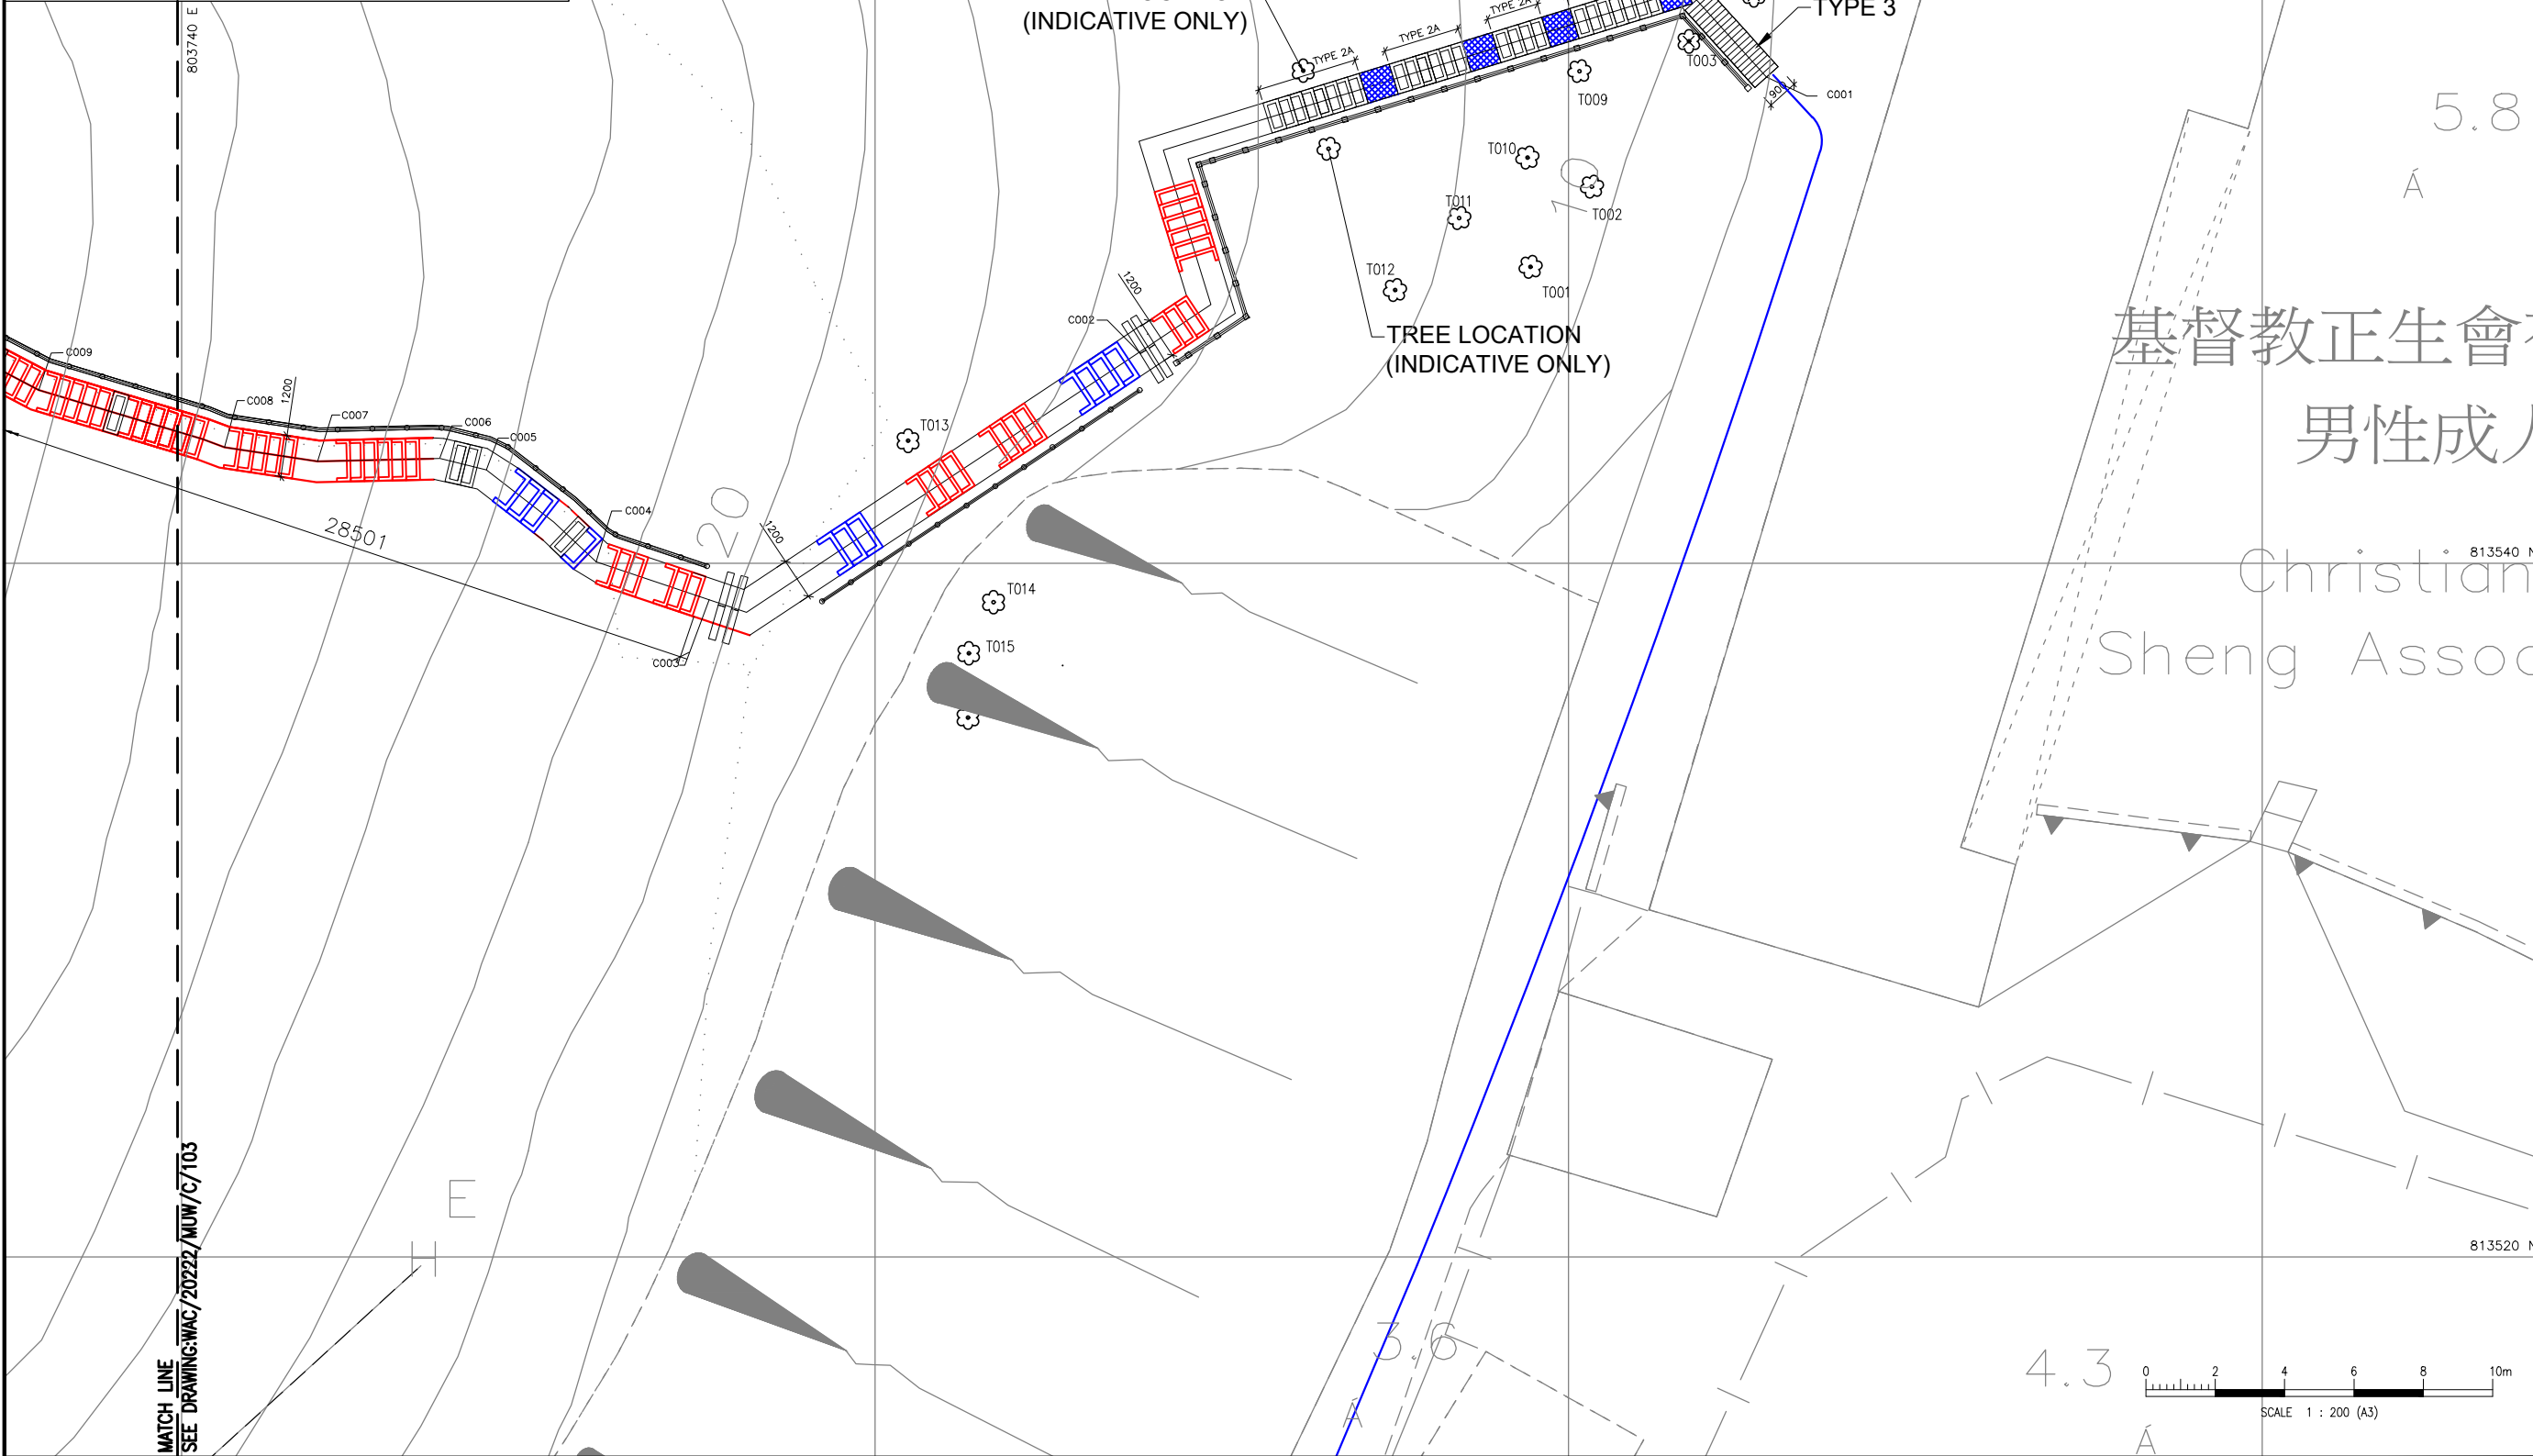 803740 E
(INDICATIVE ONLY)
TYPE 2A
TYPE 2A
TYPE 2A
TYPE 3
T003
900
C001
T009
5.8
Á
T010
10
T002
T011
T001
T012
1200
C002
TREE LOCATION
(INDICATIVE ONLY)
基督教正生會
男性成
C009
C008
1200
C007
C006
C005
T013
C004
20
1200
28501
813540 N
Christian
T014
T015
C003
Sheng Assoc
E
H
MATCH LINE
SEE DRAWING:WAC/20222/MUW/C/103
813520 N
3.6
Á
4.3
Á
0 2 4 6 8 10m
SCALE 1 : 200 (A3)